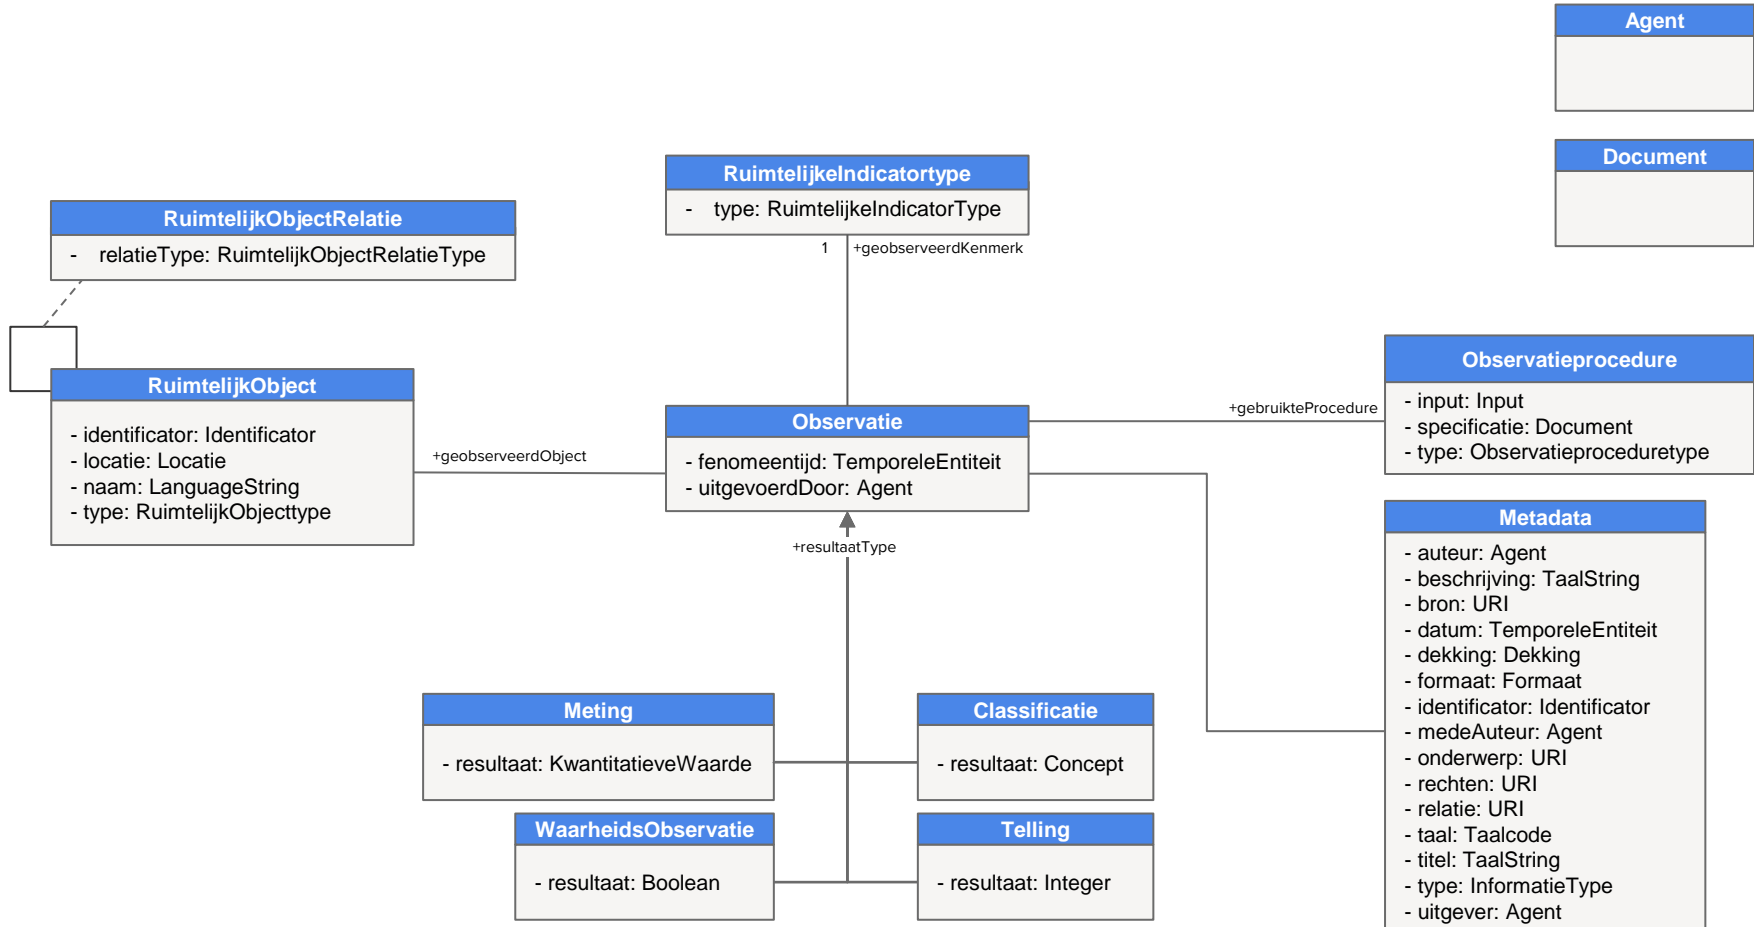 Agent
Document
RuimtelijkeIndicatortype
- type: RuimtelijkeIndicatorType
1 +geobserveerdKenmerk
RuimtelijkObjectRelatie
- relatieType: RuimtelijkObjectRelatieType
RuimtelijkObject
- identificator: Identificator
- locatie: Locatie
- naam: LanguageString
- type: RuimtelijkObjecttype
+geobserveerdObject
Observatie
- fenomeentijd: TemporeleEntiteit
- uitgevoerdDoor: Agent
+resultaatType
+gebruikteProcedure
Observatieprocedure
- input: Input
- specificatie: Document
- type: Observatieproceduretype
Metadata
- auteur: Agent
- beschrijving: TaalString
- bron: URI
- datum: TemporeleEntiteit
- dekking: Dekking
- formaat: Formaat
- identificator: Identificator
- medeAuteur: Agent
- onderwerp: URI
- rechten: URI
- relatie: URI
- taal: Taalcode
- titel: TaalString
- type: InformatieType
- uitgever: Agent
Meting
- resultaat: KwantitatieveWaarde
Classificatie
- resultaat: Concept
WaarheidsObservatie
- resultaat: Boolean
Telling
- resultaat: Integer